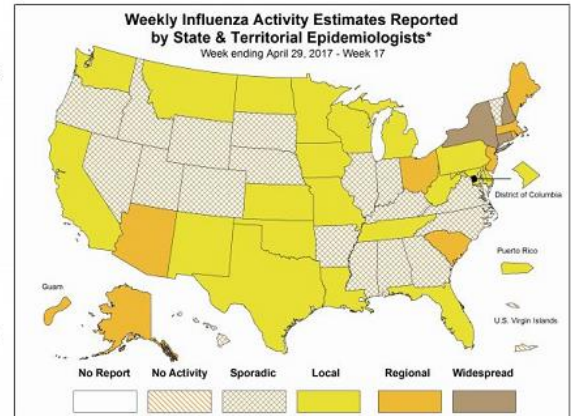 Weekly Influenza Activity Estimates Reported
by State & Territorial Epidemiologists*
Week ending April 29, 2017 - Week 17
District of Columbia
Puerto Rico
Guam
U.S. Virgin Islands
No Report No Activity Sporadic Local Regional Widespread